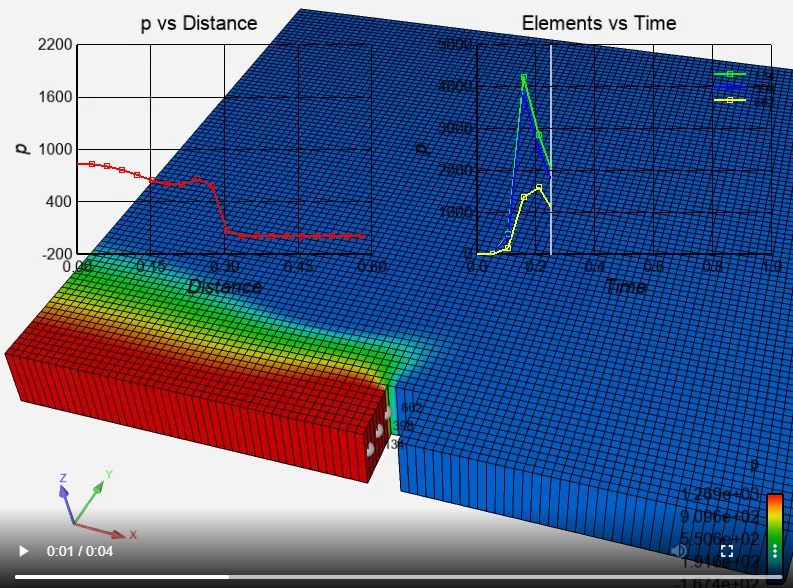 p vs Distance
Elements vs Time
2200
1600
1000
400
-200
p
0.00 0.15 0.30 0.45 0.60
Distance
5000
4000
3000
2000
1000
0
p
0.0 0.2 0.4 0.6 0.8 1.0
Time
134
Z
Y
X
p
1.269e+03
9.096e+02
5.506e+02
1.916e+02
-1.674e+02
0:01 / 0:04